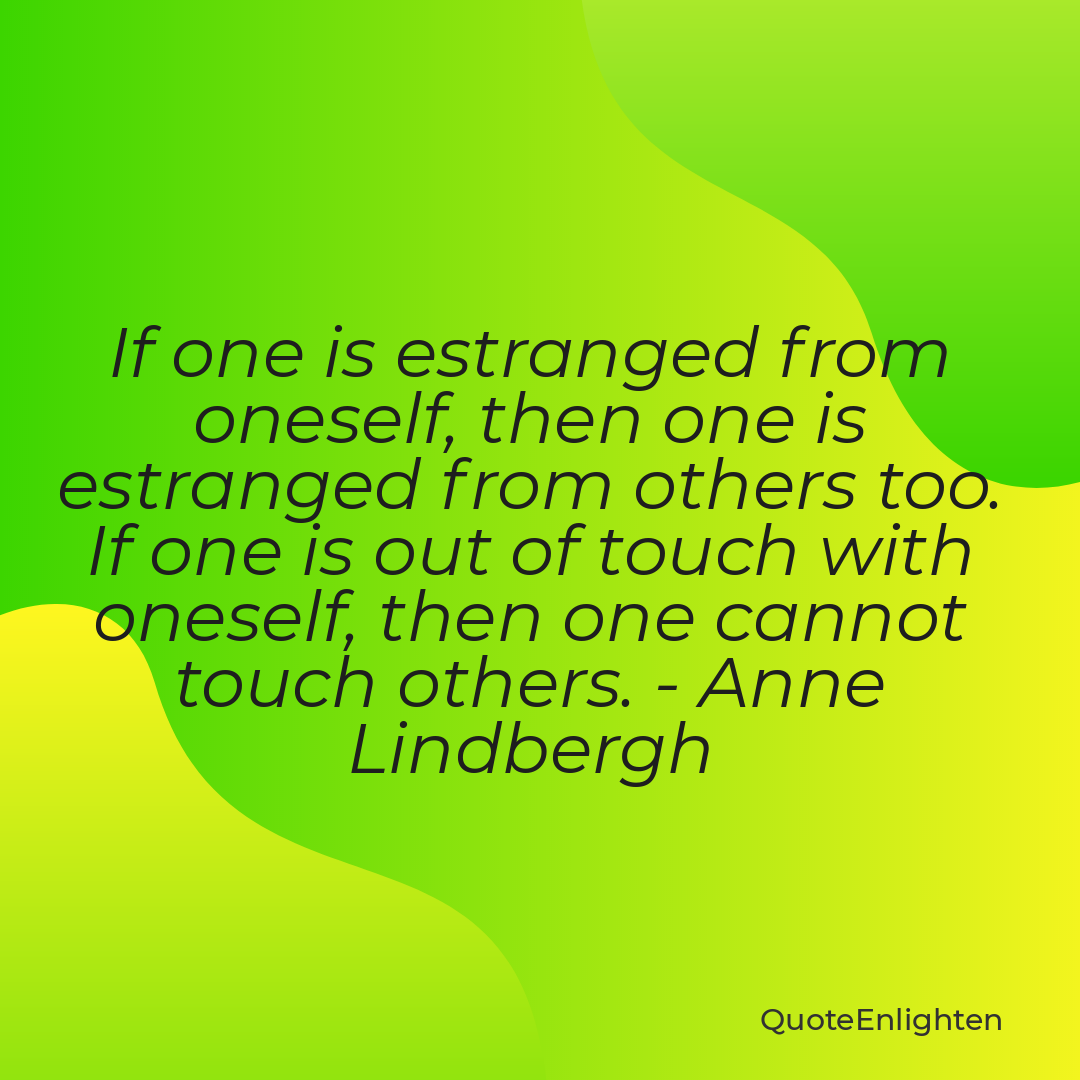 If one is estranged from
oneself, then one is
estranged from others too.
If one is out of touch with
oneself, then one cannot
touch others. - Anne
Lindbergh
QuoteEnlighten